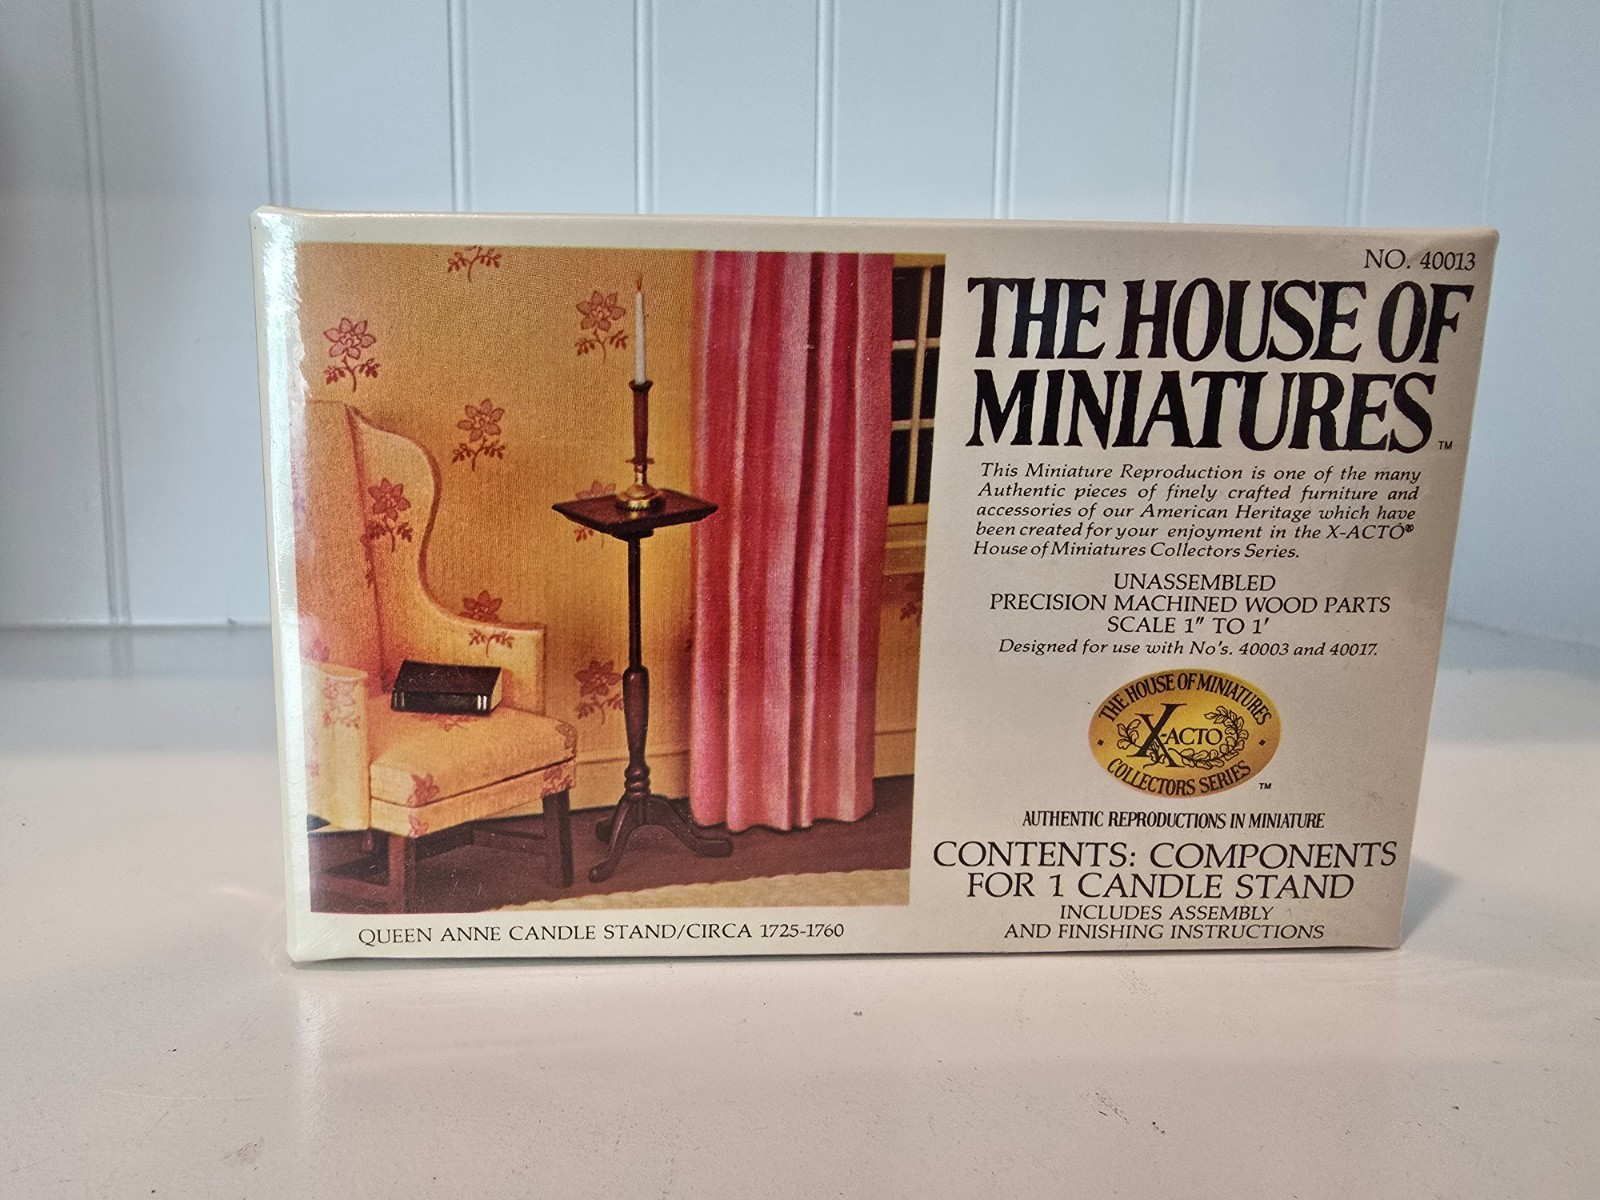 NO. 40013
THE HOUSE OF
MINIATURES™
This Miniature Reproduction is one of the many
Authentic pieces of finely crafted furniture and
accessories of our American Heritage which have
been created for your enjoyment in the X-ACTO®
House of Miniatures Collectors Series.
UNASSEMBLED
PRECISION MACHINED WOOD PARTS
SCALE 1" TO 1'
Designed for use with No's. 40003 and 40017.
THE HOUSE OF MINIATURES
X-ACTO
COLLECTORS SERIES
™
AUTHENTIC REPRODUCTIONS IN MINIATURE
CONTENTS: COMPONENTS
FOR 1 CANDLE STAND
INCLUDES ASSEMBLY
AND FINISHING INSTRUCTIONS
QUEEN ANNE CANDLE STAND/CIRCA 1725-1760